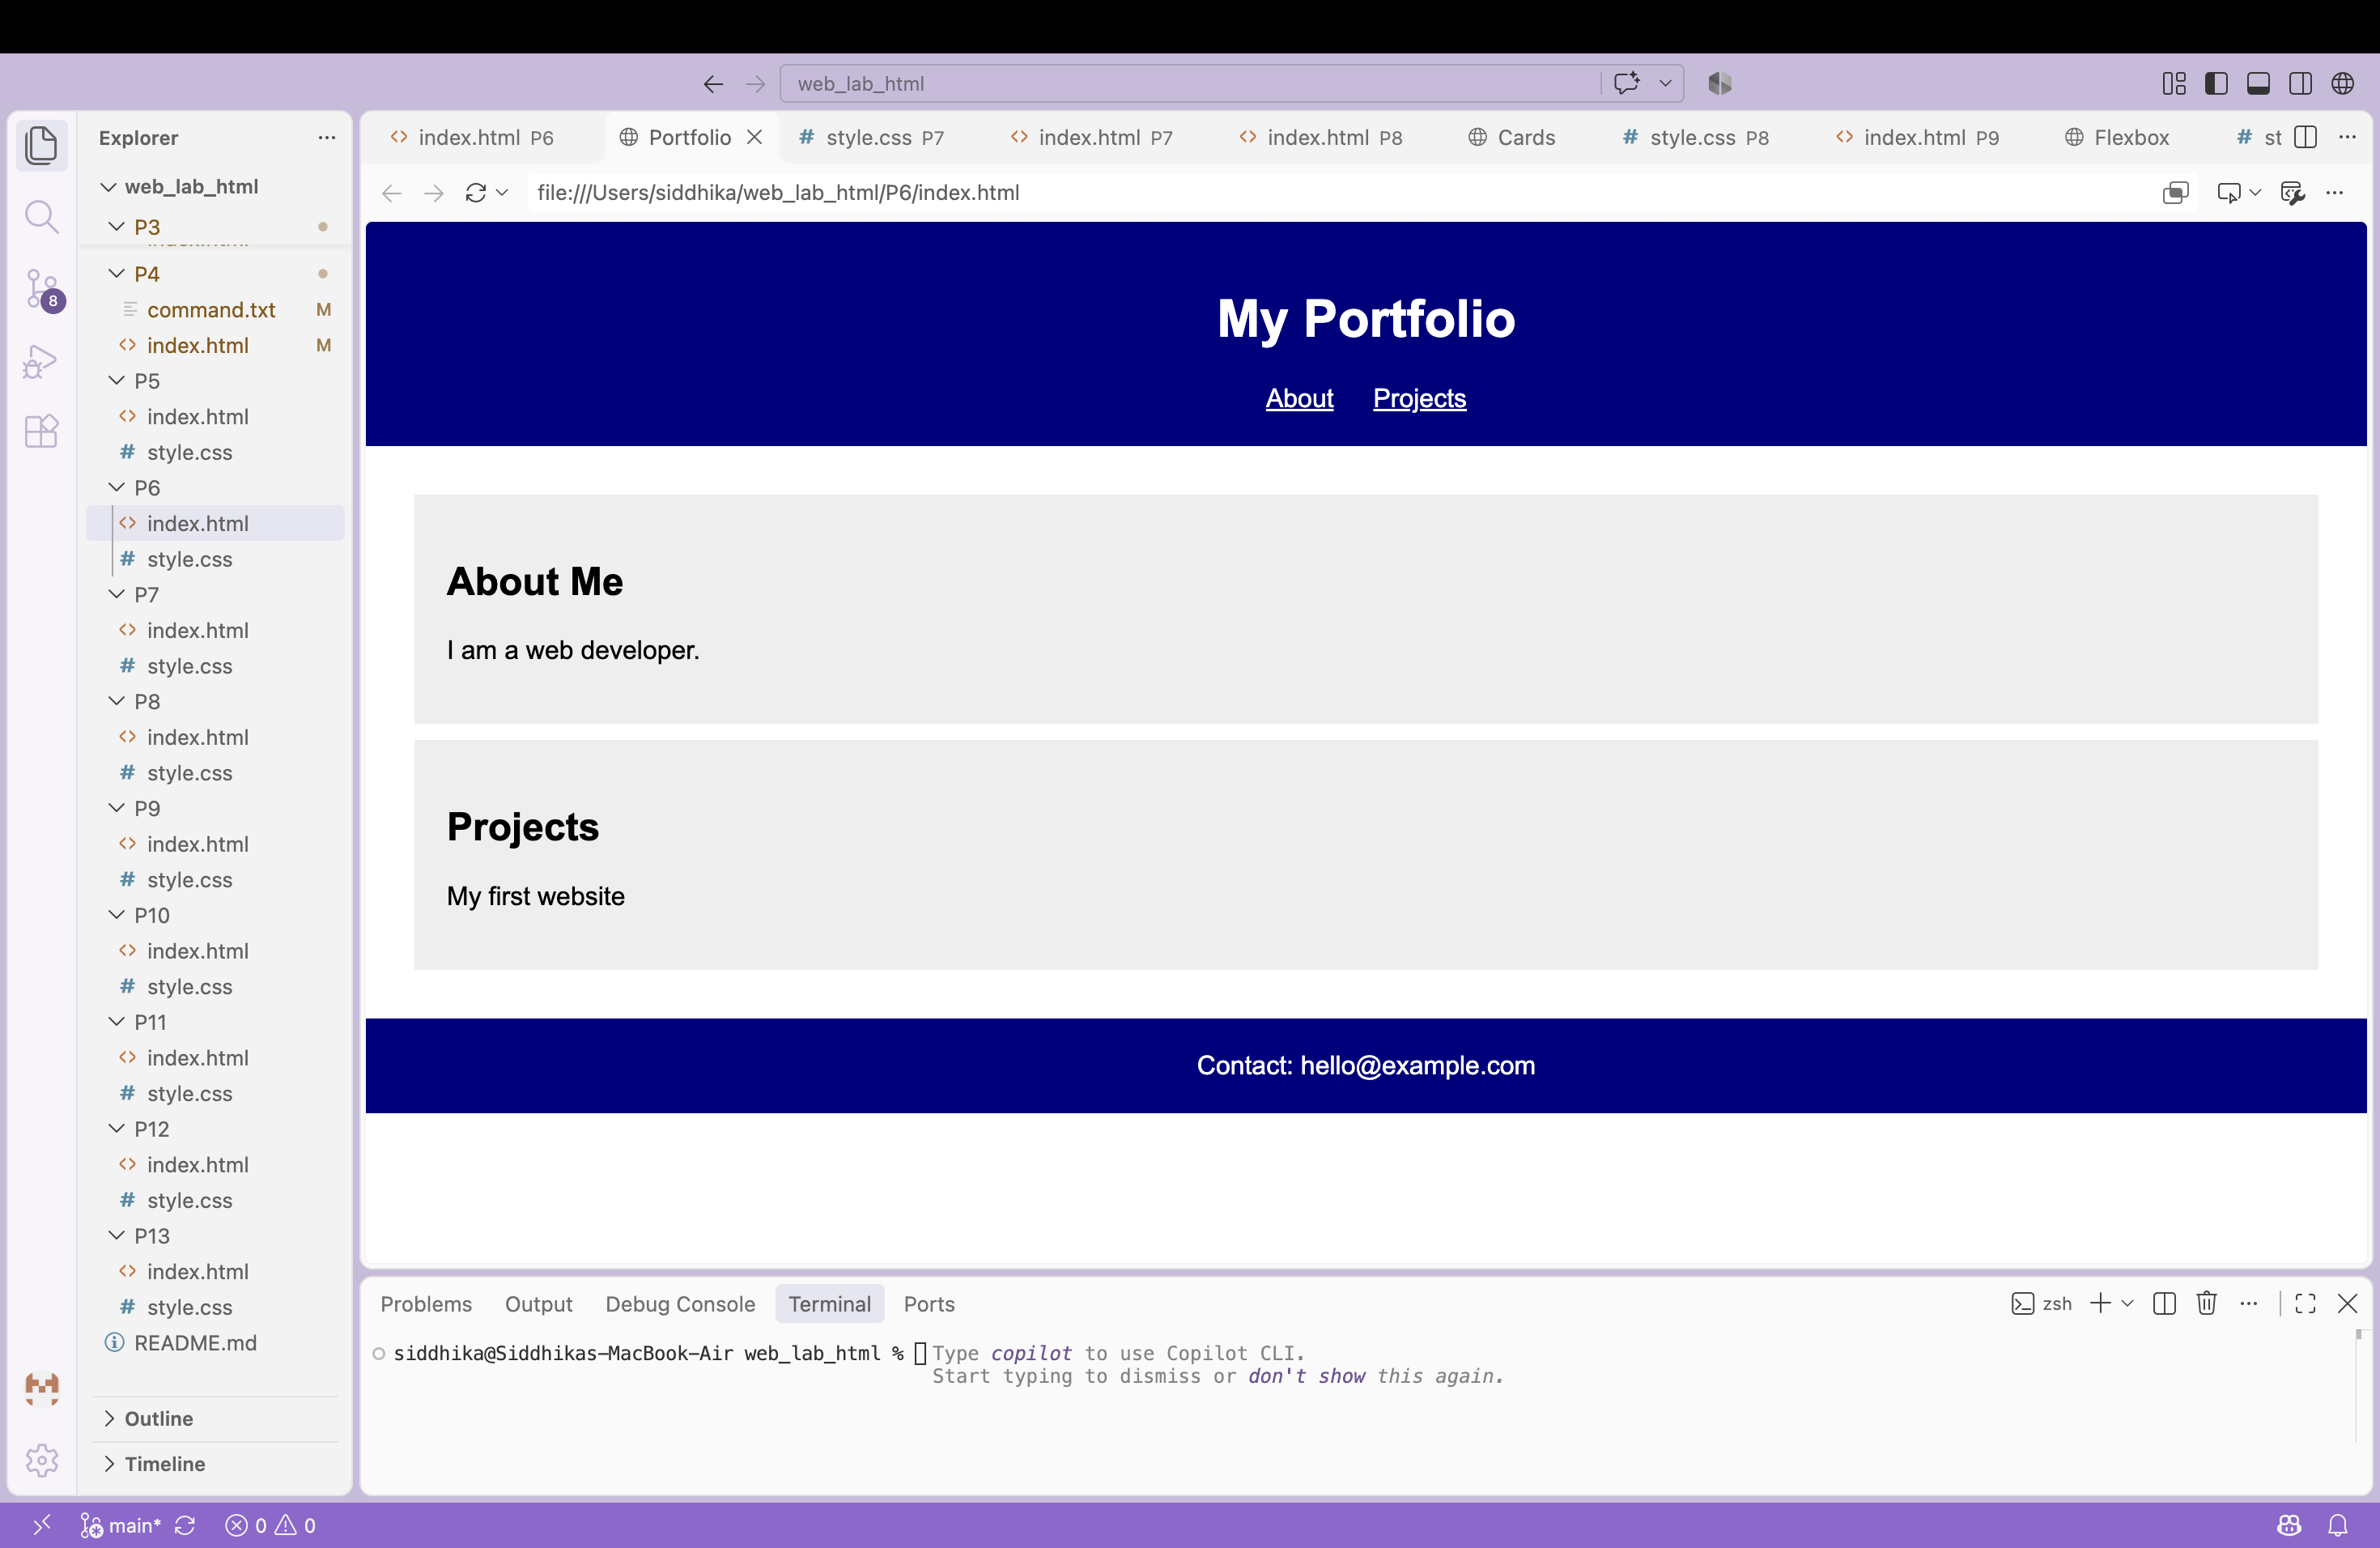 web_lab_html
Explorer
web_lab_html
P3
P4
command.txt M
index.html M
P5
index.html
style.css
P6
index.html
style.css
P7
index.html
style.css
P8
index.html
style.css
P9
index.html
style.css
P10
index.html
style.css
P11
index.html
style.css
P12
index.html
style.css
P13
index.html
style.css
README.md
Outline
Timeline
8
index.html P6 Portfolio # style.css P7 index.html P7 index.html P8 Cards # style.css P8 index.html P9 Flexbox # st
file:///Users/siddhika/web_lab_html/P6/index.html
My Portfolio
About Projects
About Me
I am a web developer.
Projects
My first website
Contact: hello@example.com
Problems Output Debug Console Terminal Ports
zsh
siddhika@Siddhikas-MacBook-Air web_lab_html % Type copilot to use Copilot CLI.
Start typing to dismiss or don't show this again.
main* 0 0